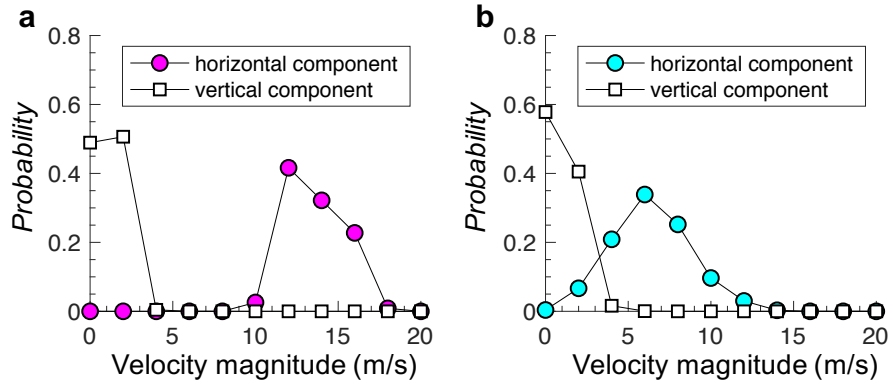 a
0.8
0.6
0.4
0.2
0
Probability
horizontal component
vertical component
0 5 10 15 20
Velocity magnitude (m/s)
b
0.8
0.6
0.4
0.2
0
Probability
horizontal component
vertical component
0 5 10 15 20
Velocity magnitude (m/s)